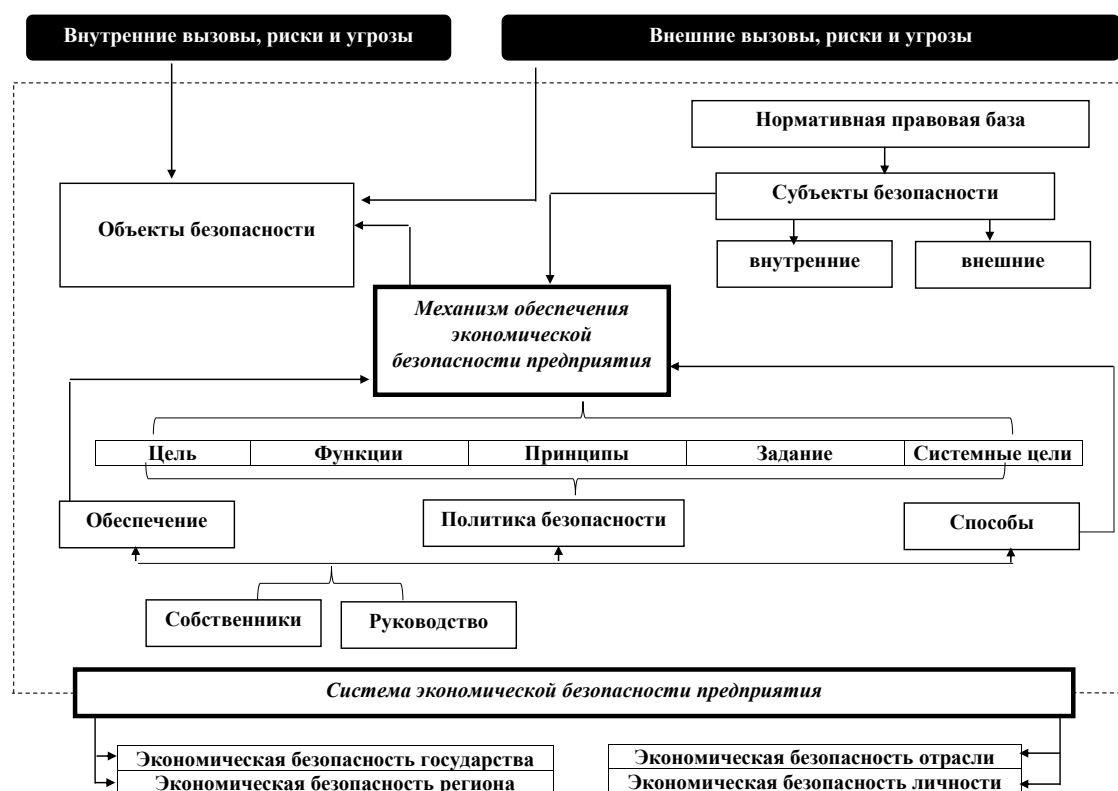 Внутренние вызовы, риски и угрозы
Внешние вызовы, риски и угрозы
Нормативная правовая база
Объекты безопасности
Субъекты безопасности
внутренние
внешние
Механизм обеспечения
экономической
безопасности предприятия
Цель
Функции
Принципы
Задание
Системные цели
Обеспечение
Политика безопасности
Способы
Собственники
Руководство
Система экономической безопасности предприятия
Экономическая безопасность государства
Экономическая безопасность отрасли
Экономическая безопасность региона
Экономическая безопасность личности